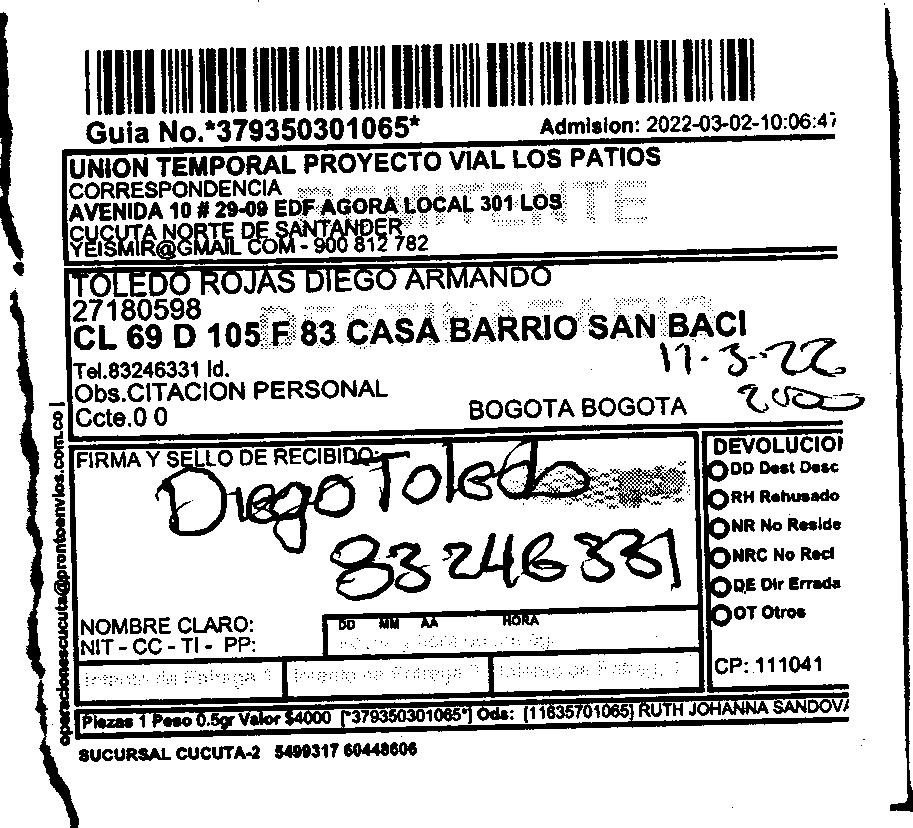 Guia No.*379350301065*
Admision: 2022-03-02-10:06:47
UNION TEMPORAL PROYECTO VIAL LOS PATIOS
CORRESPONDENCIA
REMITENTE
AVENIDA 10 # 29-09 EDF AGORA LOCAL 301 LOS
CUCUTA NORTE DE SANTANDER
YEISMIR@GMAIL COM - 900 812 782
TOLEDO ROJAS DIEGO ARMANDO
27180598
DESTINATARIO
CL 69 D 105 F 83 CASA BARRIO SAN BACI
17-3-22
Tel.83246331 Id.
Obs.CITACION PERSONAL
Ccte.0 0
BOGOTA BOGOTA
operacionescucuta@prontoenvios.com.co |
FIRMA Y SELLO DE RECIBIDO:
Diego Toledo
83246331
NOMBRE CLARO:
NIT - CC - TI - PP:
DD MM AA HORA
DEVOLUCIO
DD Dest Desc
RH Rehusado
NR No Reside
NRC No Recl
DE Dir Errada
OT Otros
CP: 111041
Piezas 1 Peso 0.5gr Valor $4000 [*379350301065*] Ods: [11635701065] RUTH JOHANNA SANDOVA
SUCURSAL CUCUTA-2 5499317 60448606